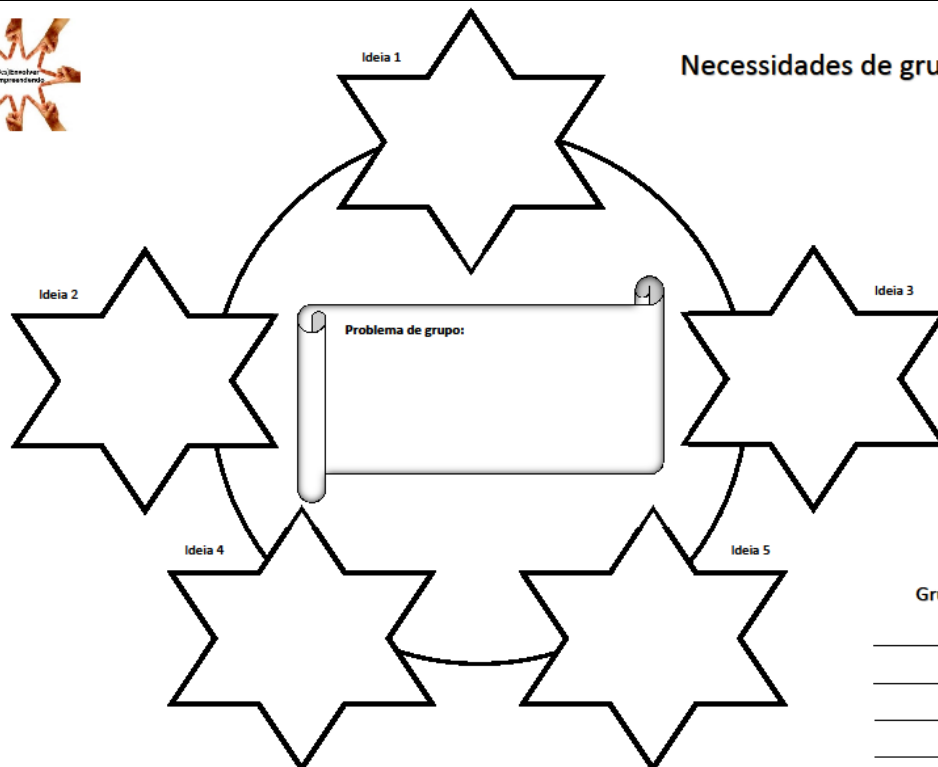 Ideia 1
Necessidades de gru
Ideia 2
Ideia 3
Problema de grupo:
Ideia 4
Ideia 5
Gru